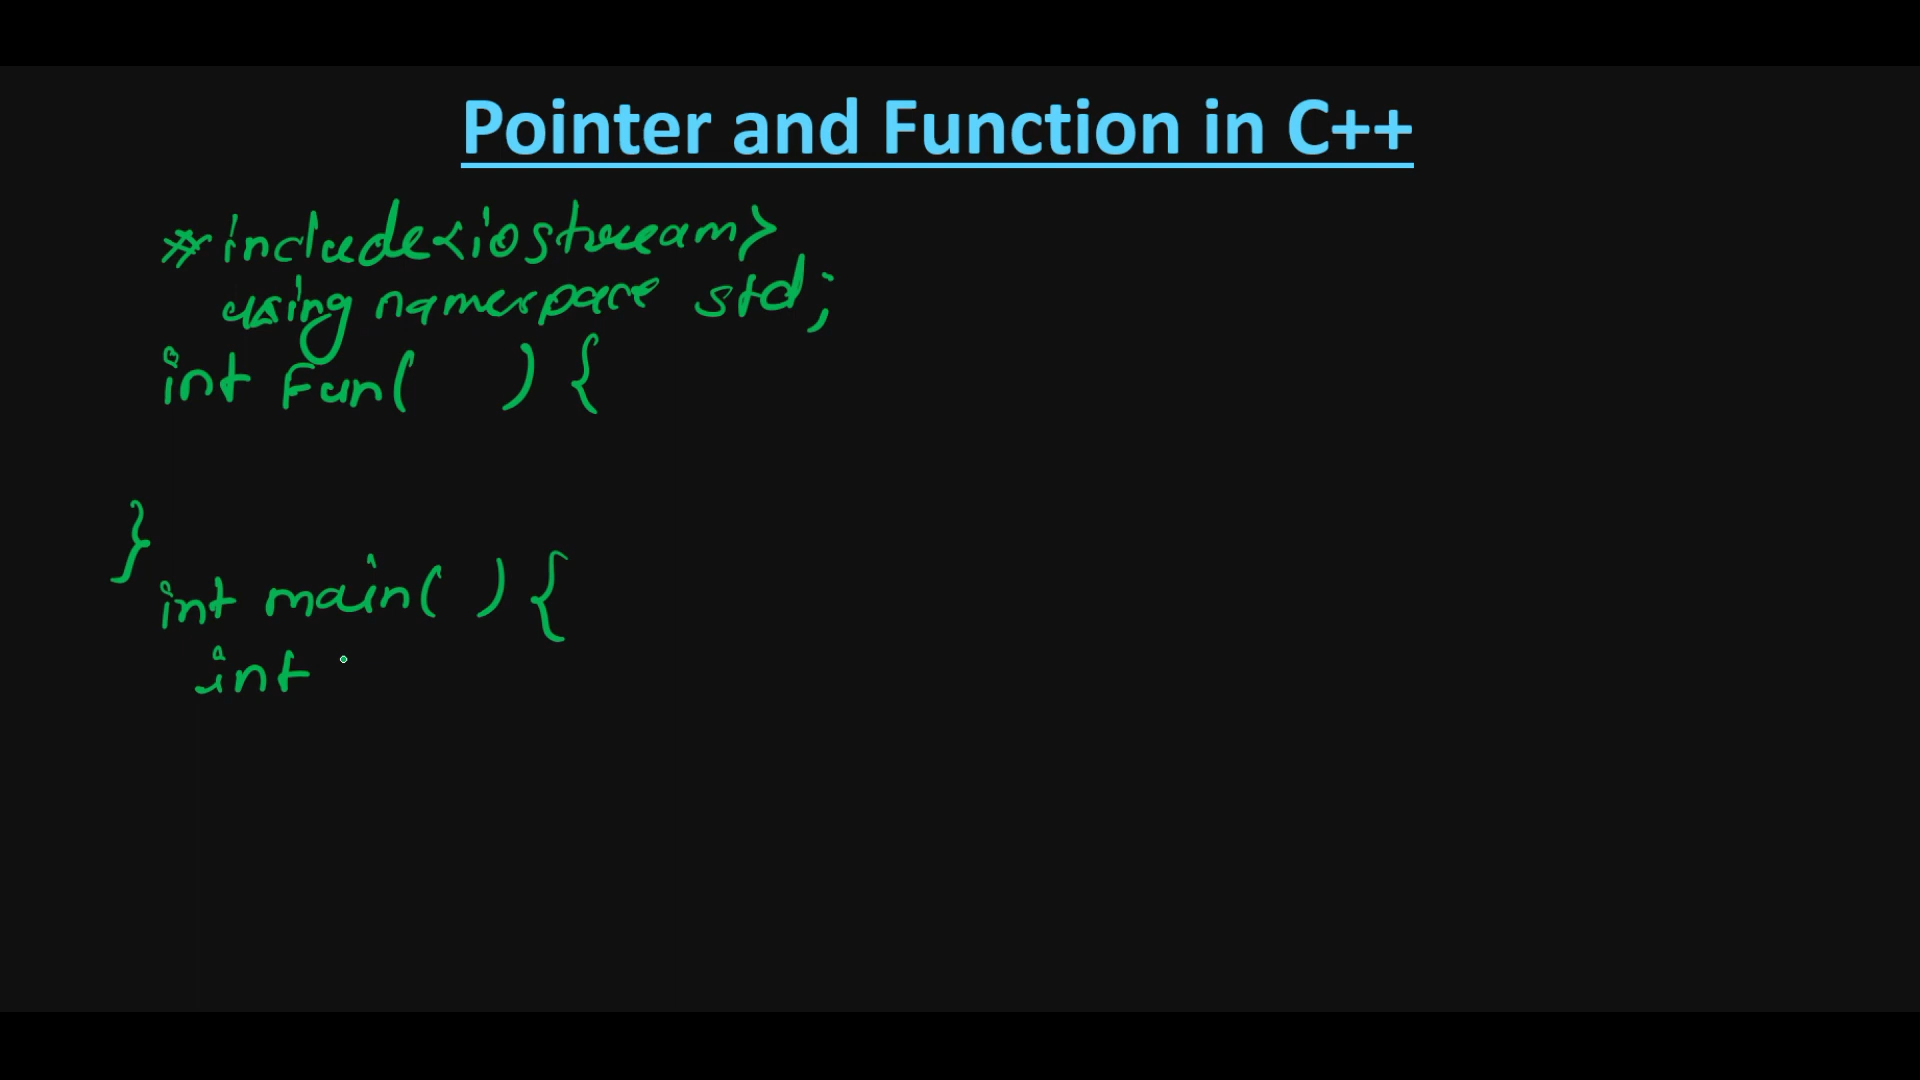 Pointer and Function in C++
#include<iostream>
using namespace std;
int Fun( ) {
}
int main( ) {
int